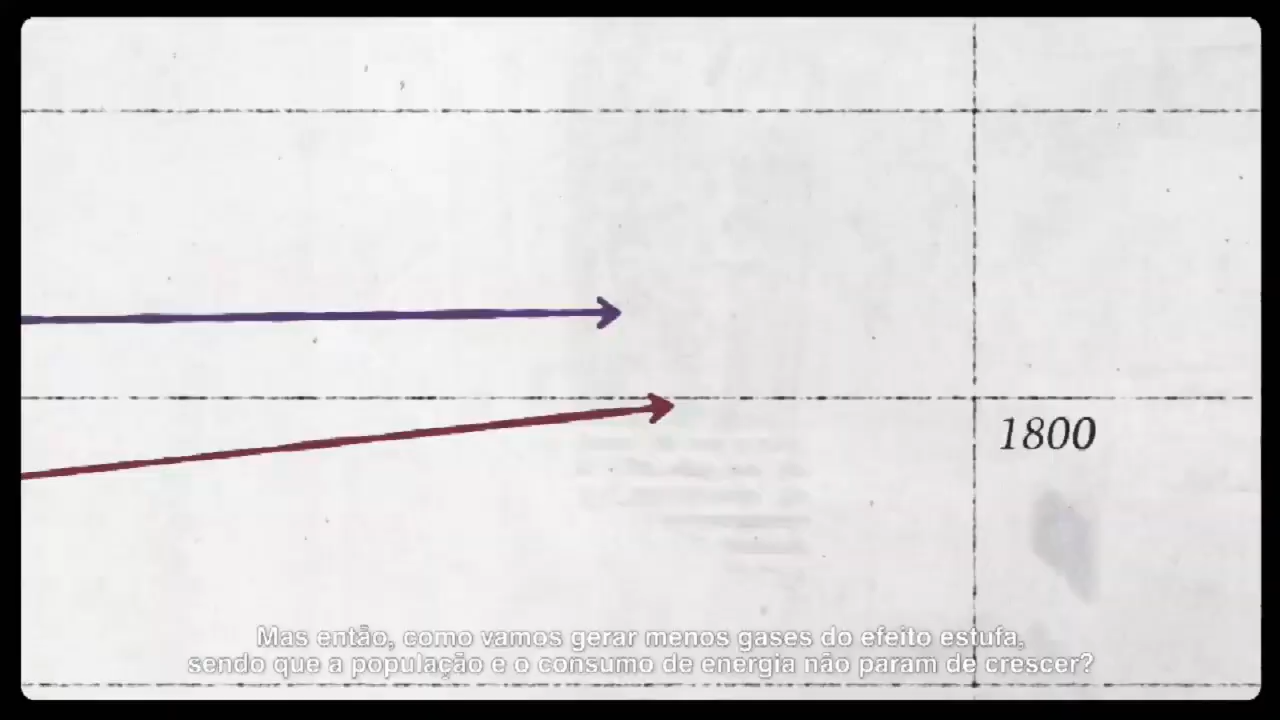 1800
Mas então, como vamos gerar menos gases do efeito estufa,
sendo que a população e o consumo de energia não param de crescer?